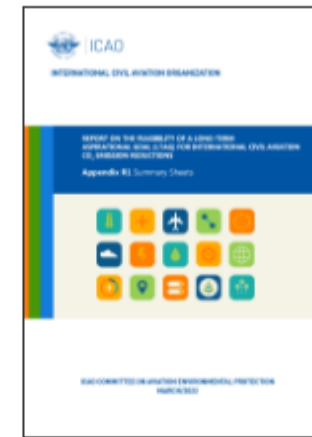 ICAO
INTERNATIONAL CIVIL AVIATION ORGANIZATION
REPORT ON THE FEASIBILITY OF A LONG-TERM
ASPIRATIONAL GOAL (LTAG) FOR INTERNATIONAL CIVIL AVIATION
CO₂ EMISSION REDUCTIONS
Appendix R1 Summary Sheets
ICAO COMMITTEE ON AVIATION ENVIRONMENTAL PROTECTION
MARCH 2022